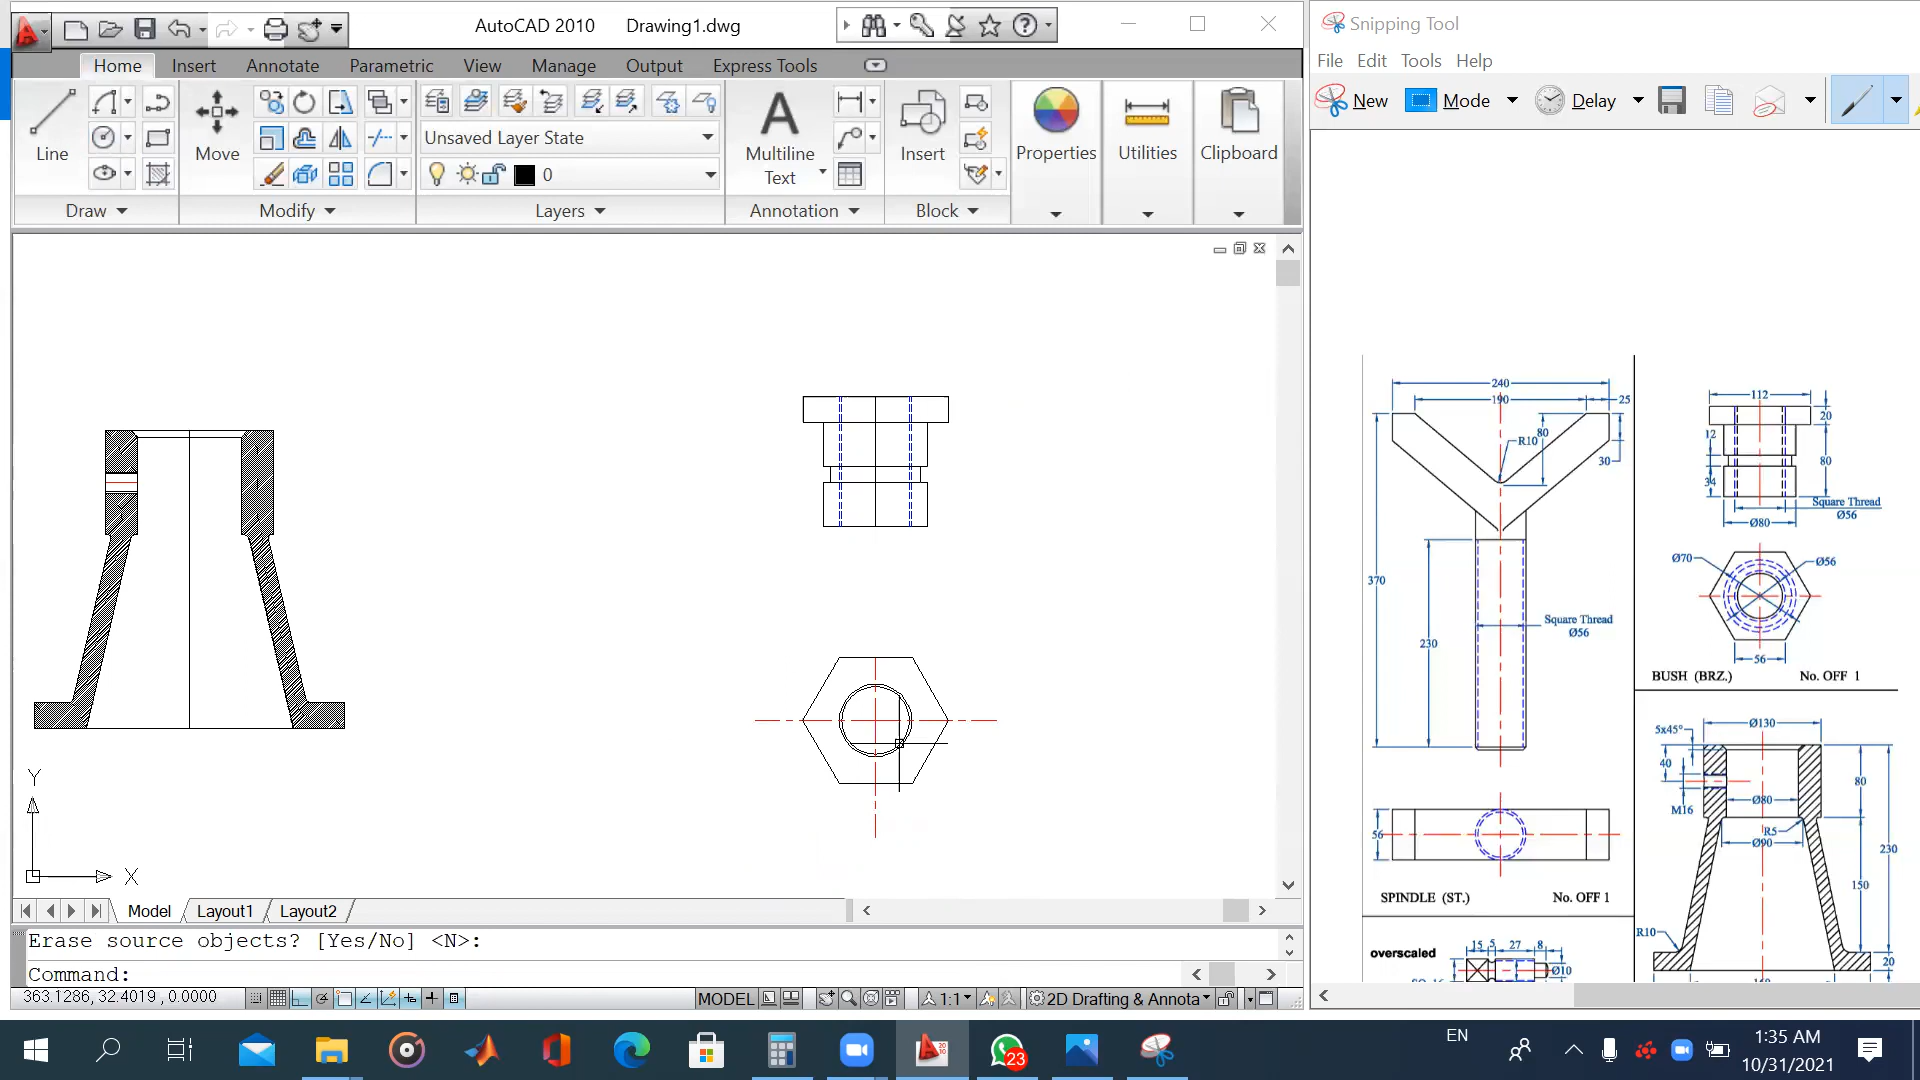 AutoCAD 2010 Drawing1.dwg
Home Insert Annotate Parametric View Manage Output Express Tools
Line
Move
Unsaved Layer State
0
Multiline
Text
Insert
Properties
Utilities
Clipboard
Draw Modify Layers Annotation Block
Y
X
Model Layout1 Layout2
Erase source objects? [Yes/No] <N>:
Command:
363.1286, 32.4019 , 0.0000
MODEL 1:1 2D Drafting & Annota
Snipping Tool
File Edit Tools Help
New Mode Delay
240
190
25
R10
80
30
370
230
Square Thread
Ø56
56
SPINDLE (ST.) No. OFF 1
overscaled
15 5 27 8
Ø10
112
20
12
80
34
Square Thread
Ø56
Ø80
Ø70
Ø56
56
BUSH (BRZ.) No. OFF 1
Ø130
5x45°
40
80
M16
Ø80
R5
Ø90
230
150
R10
20
23
EN
1:35 AM
10/31/2021